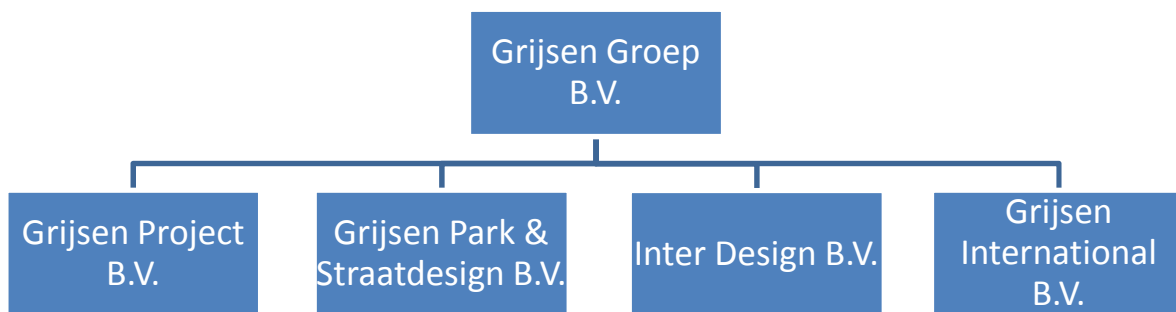 Grijsen Groep
B.V.
Grijsen Project
B.V.
Grijsen Park &
Straatdesign B.V.
Inter Design B.V.
Grijsen
International
B.V.